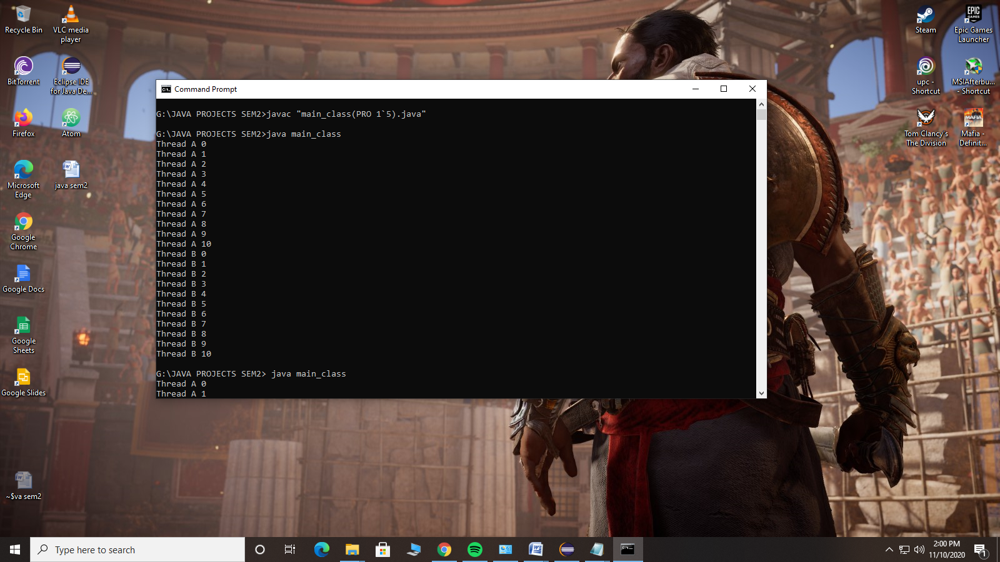 Recycle Bin
VLC media
player
BitTorrent
Eclipse IDE
for Java De...
Firefox
Atom
Microsoft
Edge
java sem2
Google
Chrome
Google Docs
Google
Sheets
Google Slides
~$va sem2
Command Prompt
G:\JAVA PROJECTS SEM2>javac "main_class(PRO 1`5).java"
G:\JAVA PROJECTS SEM2>java main_class
Thread A 0
Thread A 1
Thread A 2
Thread A 3
Thread A 4
Thread A 5
Thread A 6
Thread A 7
Thread A 8
Thread A 9
Thread A 10
Thread B 0
Thread B 1
Thread B 2
Thread B 3
Thread B 4
Thread B 5
Thread B 6
Thread B 7
Thread B 8
Thread B 9
Thread B 10
G:\JAVA PROJECTS SEM2> java main_class
Thread A 0
Thread A 1
Steam
EPIC
GAMES
Epic Games
Launcher
upc -
Shortcut
MSIAfterbu...
- Shortcut
Tom Clancy's
The Division
MAFIA
Mafia -
Definit...
Type here to search
2:00 PM
11/10/2020
1